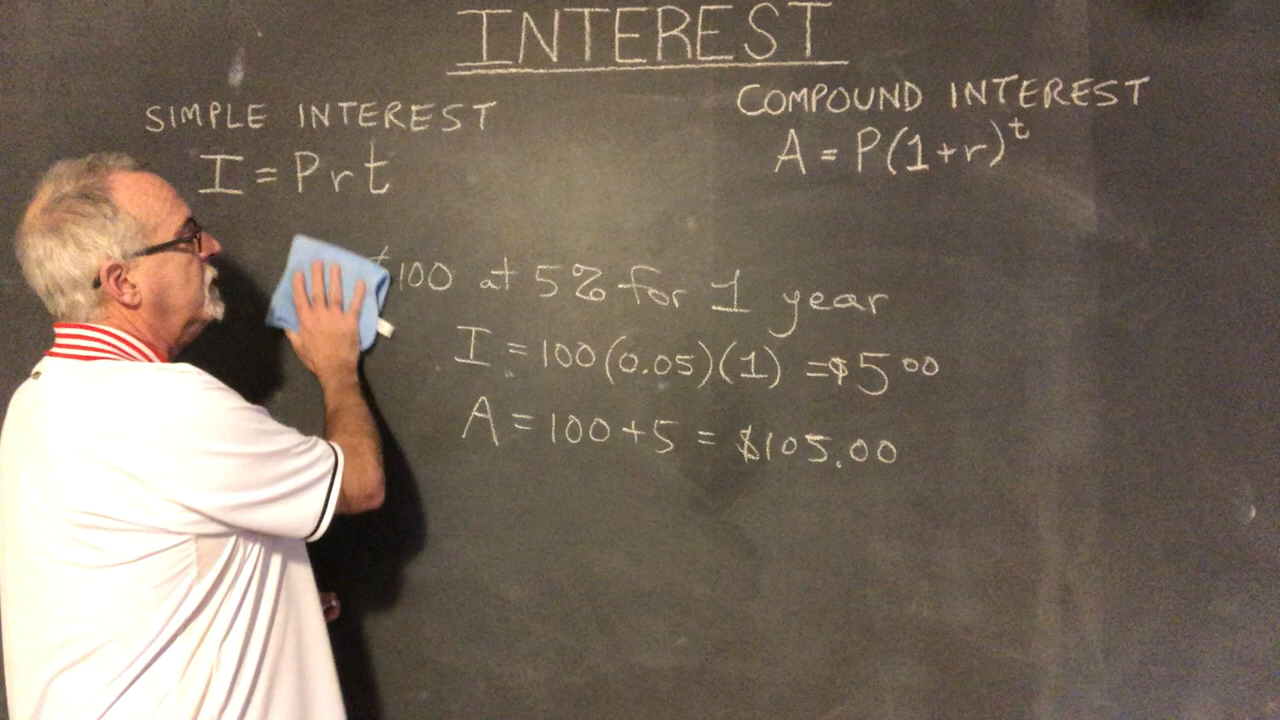 INTEREST
SIMPLE INTEREST
I = Prt
COMPOUND INTEREST
A = P(1+r)^t
$100 at 5% for 1 year
I = 100(0.05)(1) = $5 00
A = 100+5 = $105.00